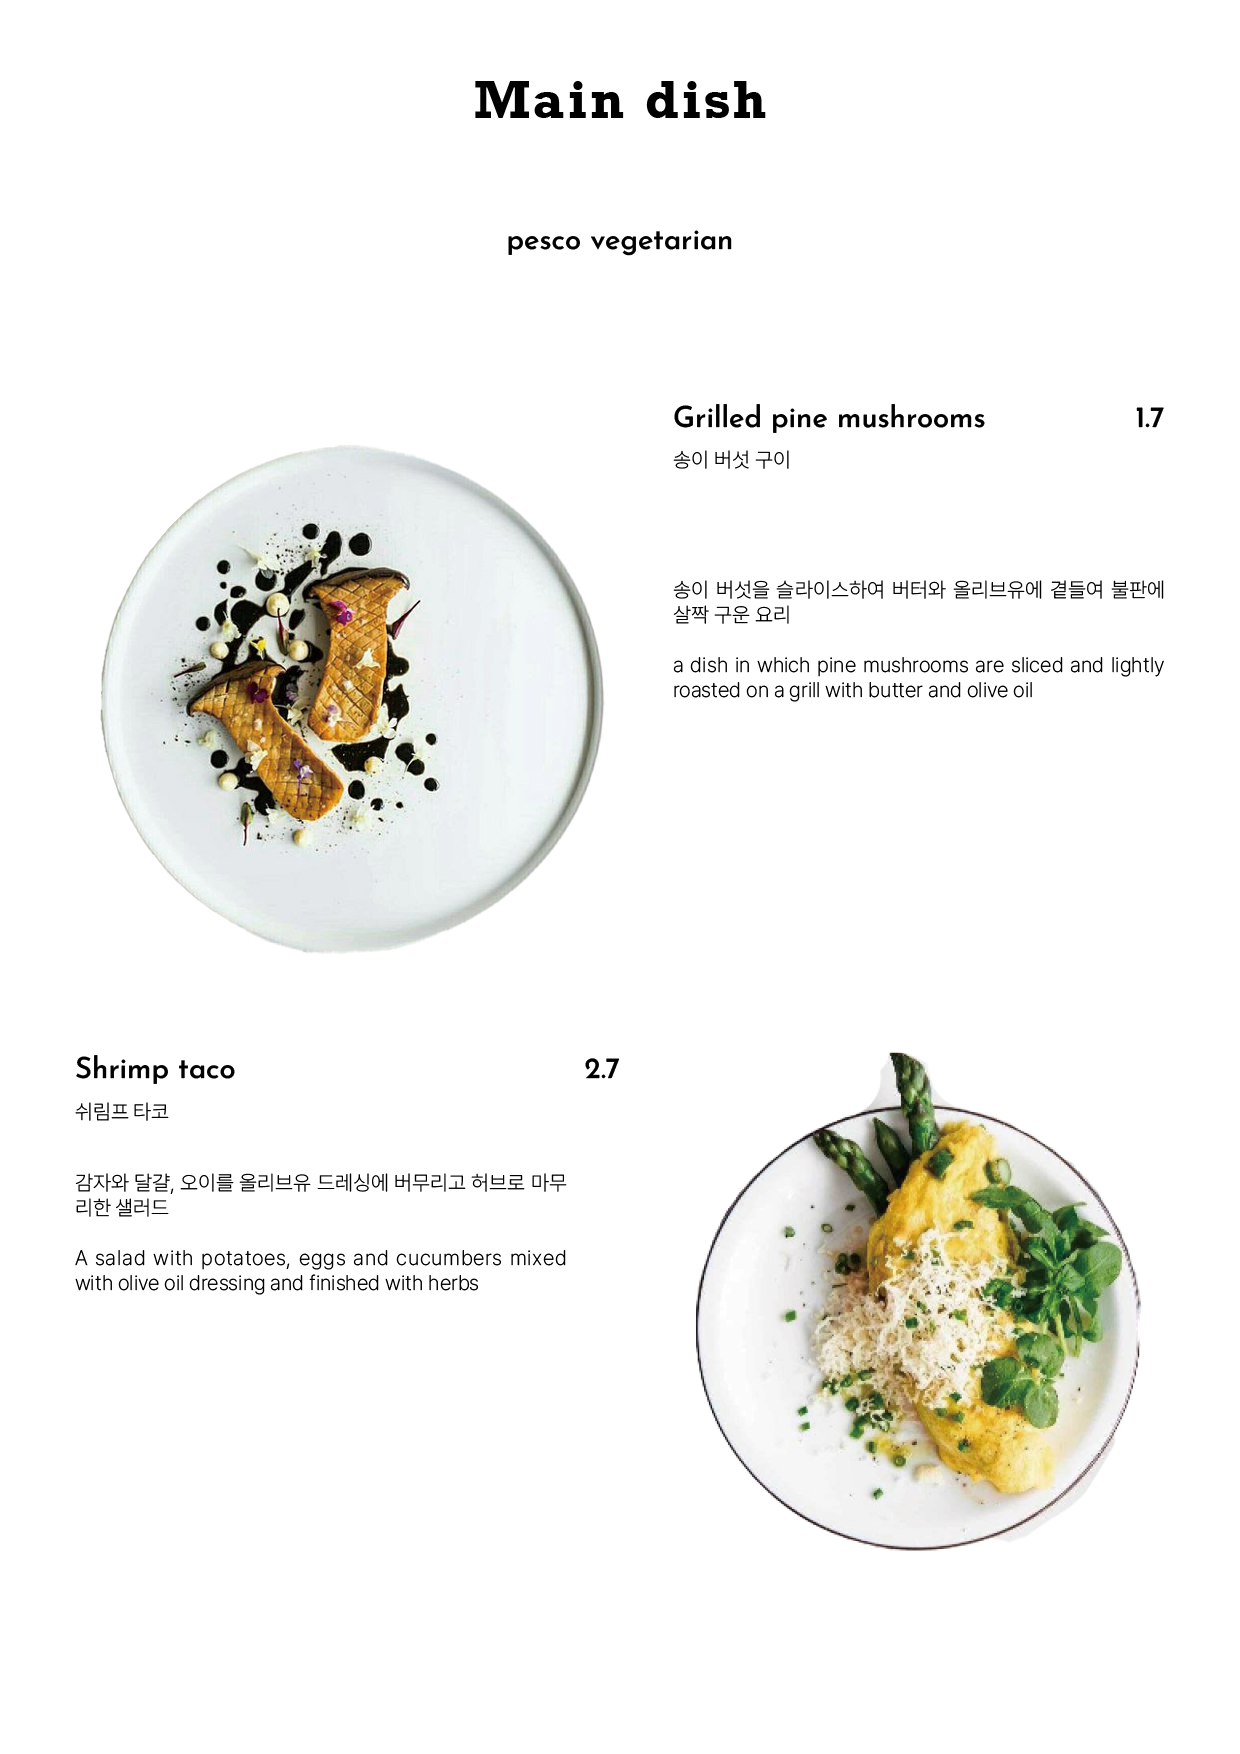 Main dish
pesco vegetarian
Grilled pine mushrooms 1.7
송이 버섯 구이
송이 버섯을 슬라이스하여 버터와 올리브유에 곁들여 불판에
살짝 구운 요리
a dish in which pine mushrooms are sliced and lightly
roasted on a grill with butter and olive oil
Shrimp taco 2.7
쉬림프 타코
감자와 달걀, 오이를 올리브유 드레싱에 버무리고 허브로 마무
리한 샐러드
A salad with potatoes, eggs and cucumbers mixed
with olive oil dressing and finished with herbs